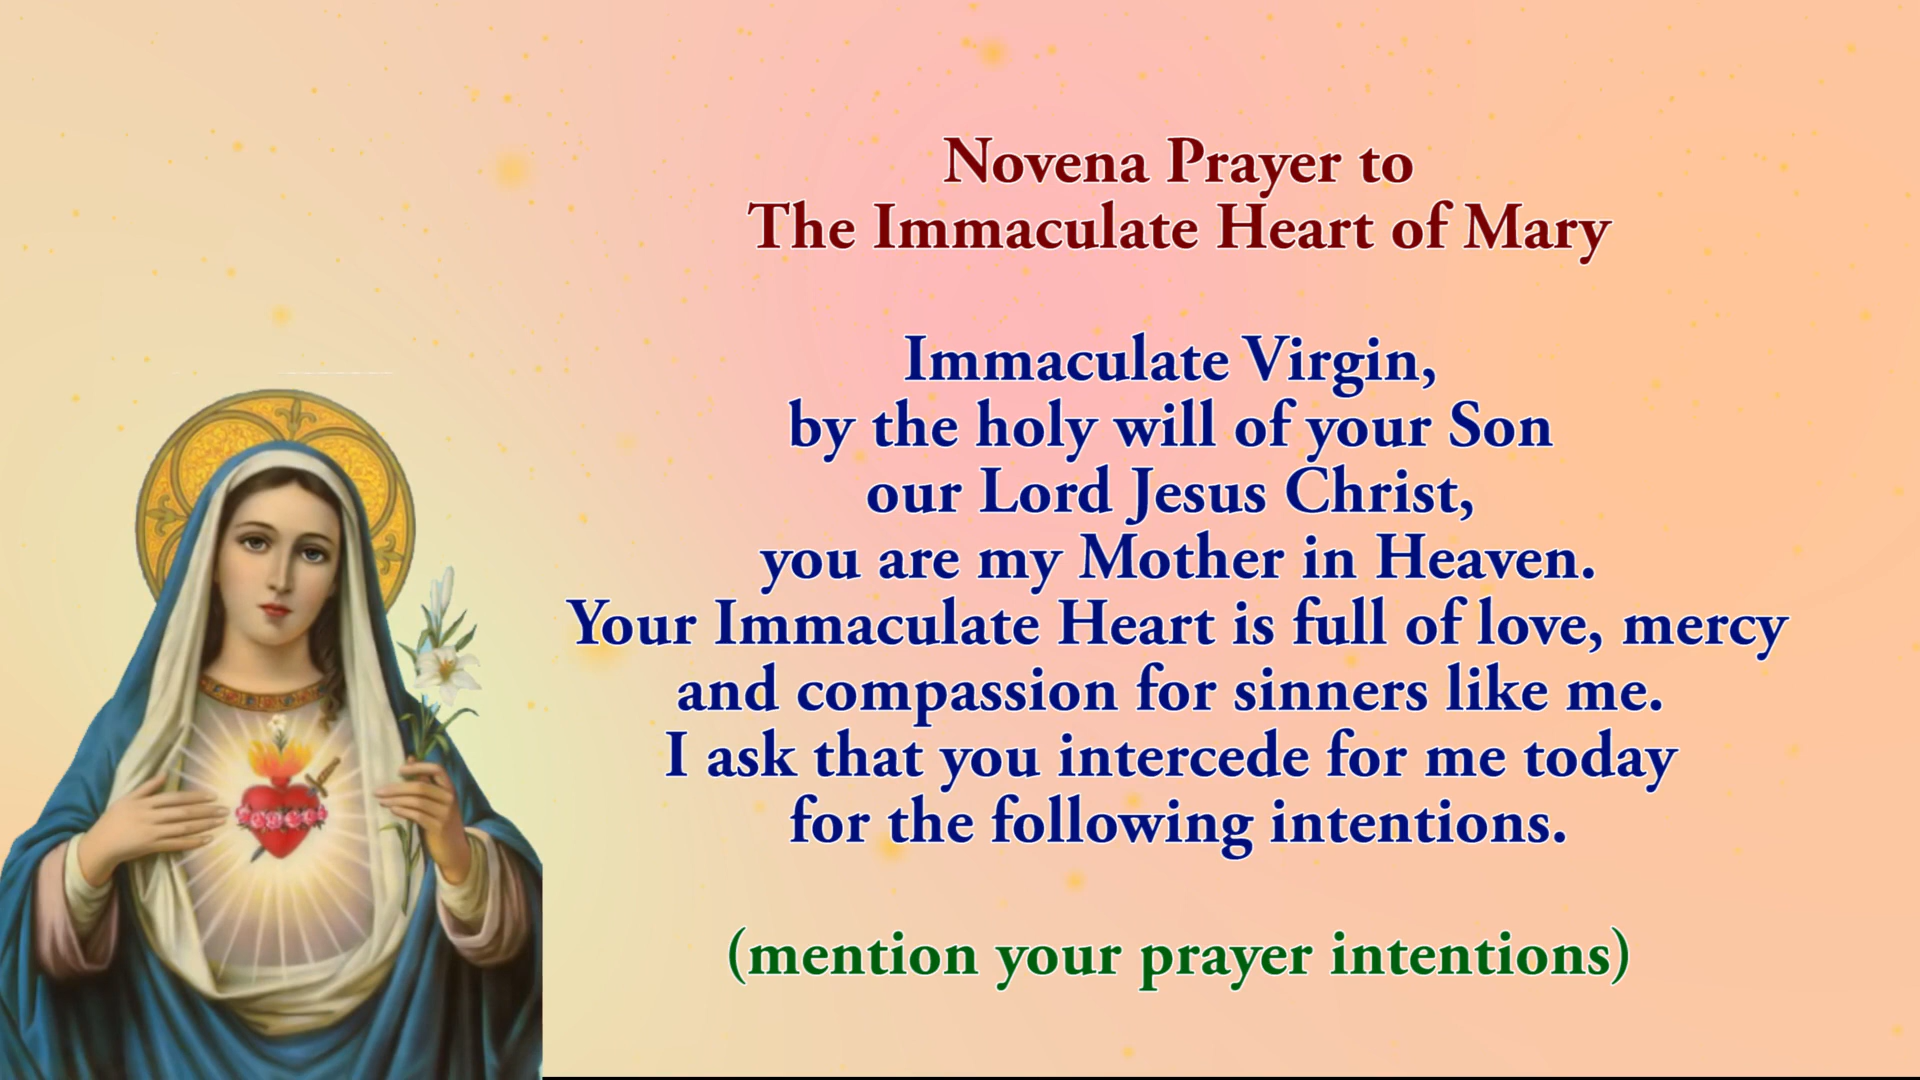 Novena Prayer to
The Immaculate Heart of Mary
Immaculate Virgin,
by the holy will of your Son
our Lord Jesus Christ,
you are my Mother in Heaven.
Your Immaculate Heart is full of love, mercy
and compassion for sinners like me.
I ask that you intercede for me today
for the following intentions.
(mention your prayer intentions)